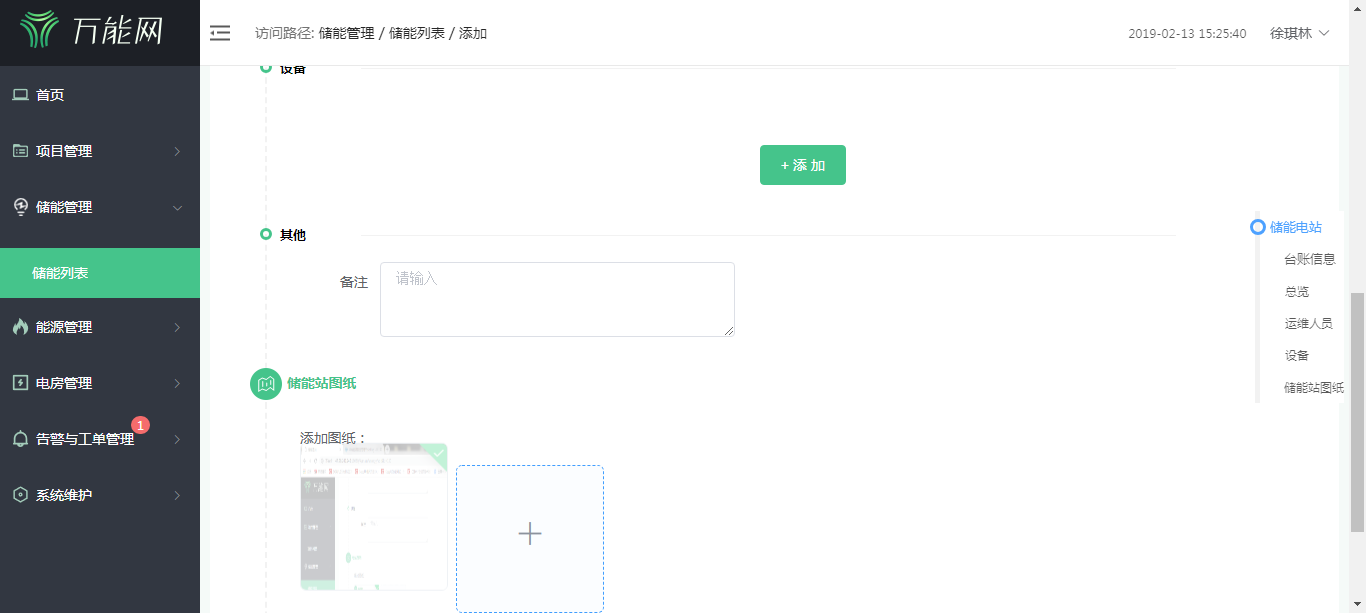 万能网
访问路径: 储能管理 / 储能列表 / 添加
2019-02-13 15:25:40
徐琪林
首页
项目管理
储能管理
储能列表
能源管理
电房管理
告警与工单管理
1
系统维护
设备
+ 添 加
其他
备注
请输入
储能站图纸
添加图纸：
储能电站
台账信息
总览
运维人员
设备
储能站图纸